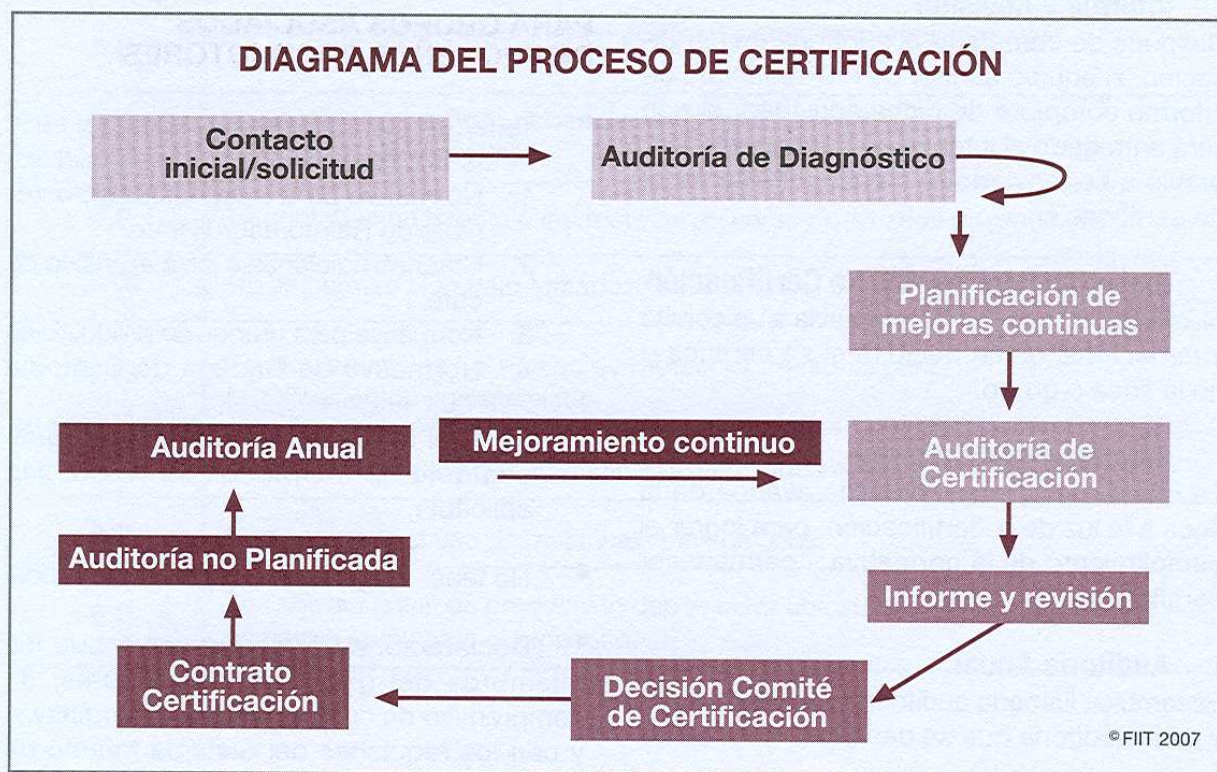 DIAGRAMA DEL PROCESO DE CERTIFICACIÓN
Contacto
inicial/solicitud
Auditoría de Diagnóstico
Planificación de
mejoras continuas
Auditoría Anual
Mejoramiento continuo
Auditoría de
Certificación
Auditoría no Planificada
Informe y revisión
Contrato
Certificación
Decisión Comité
de Certificación
© FIIT 2007